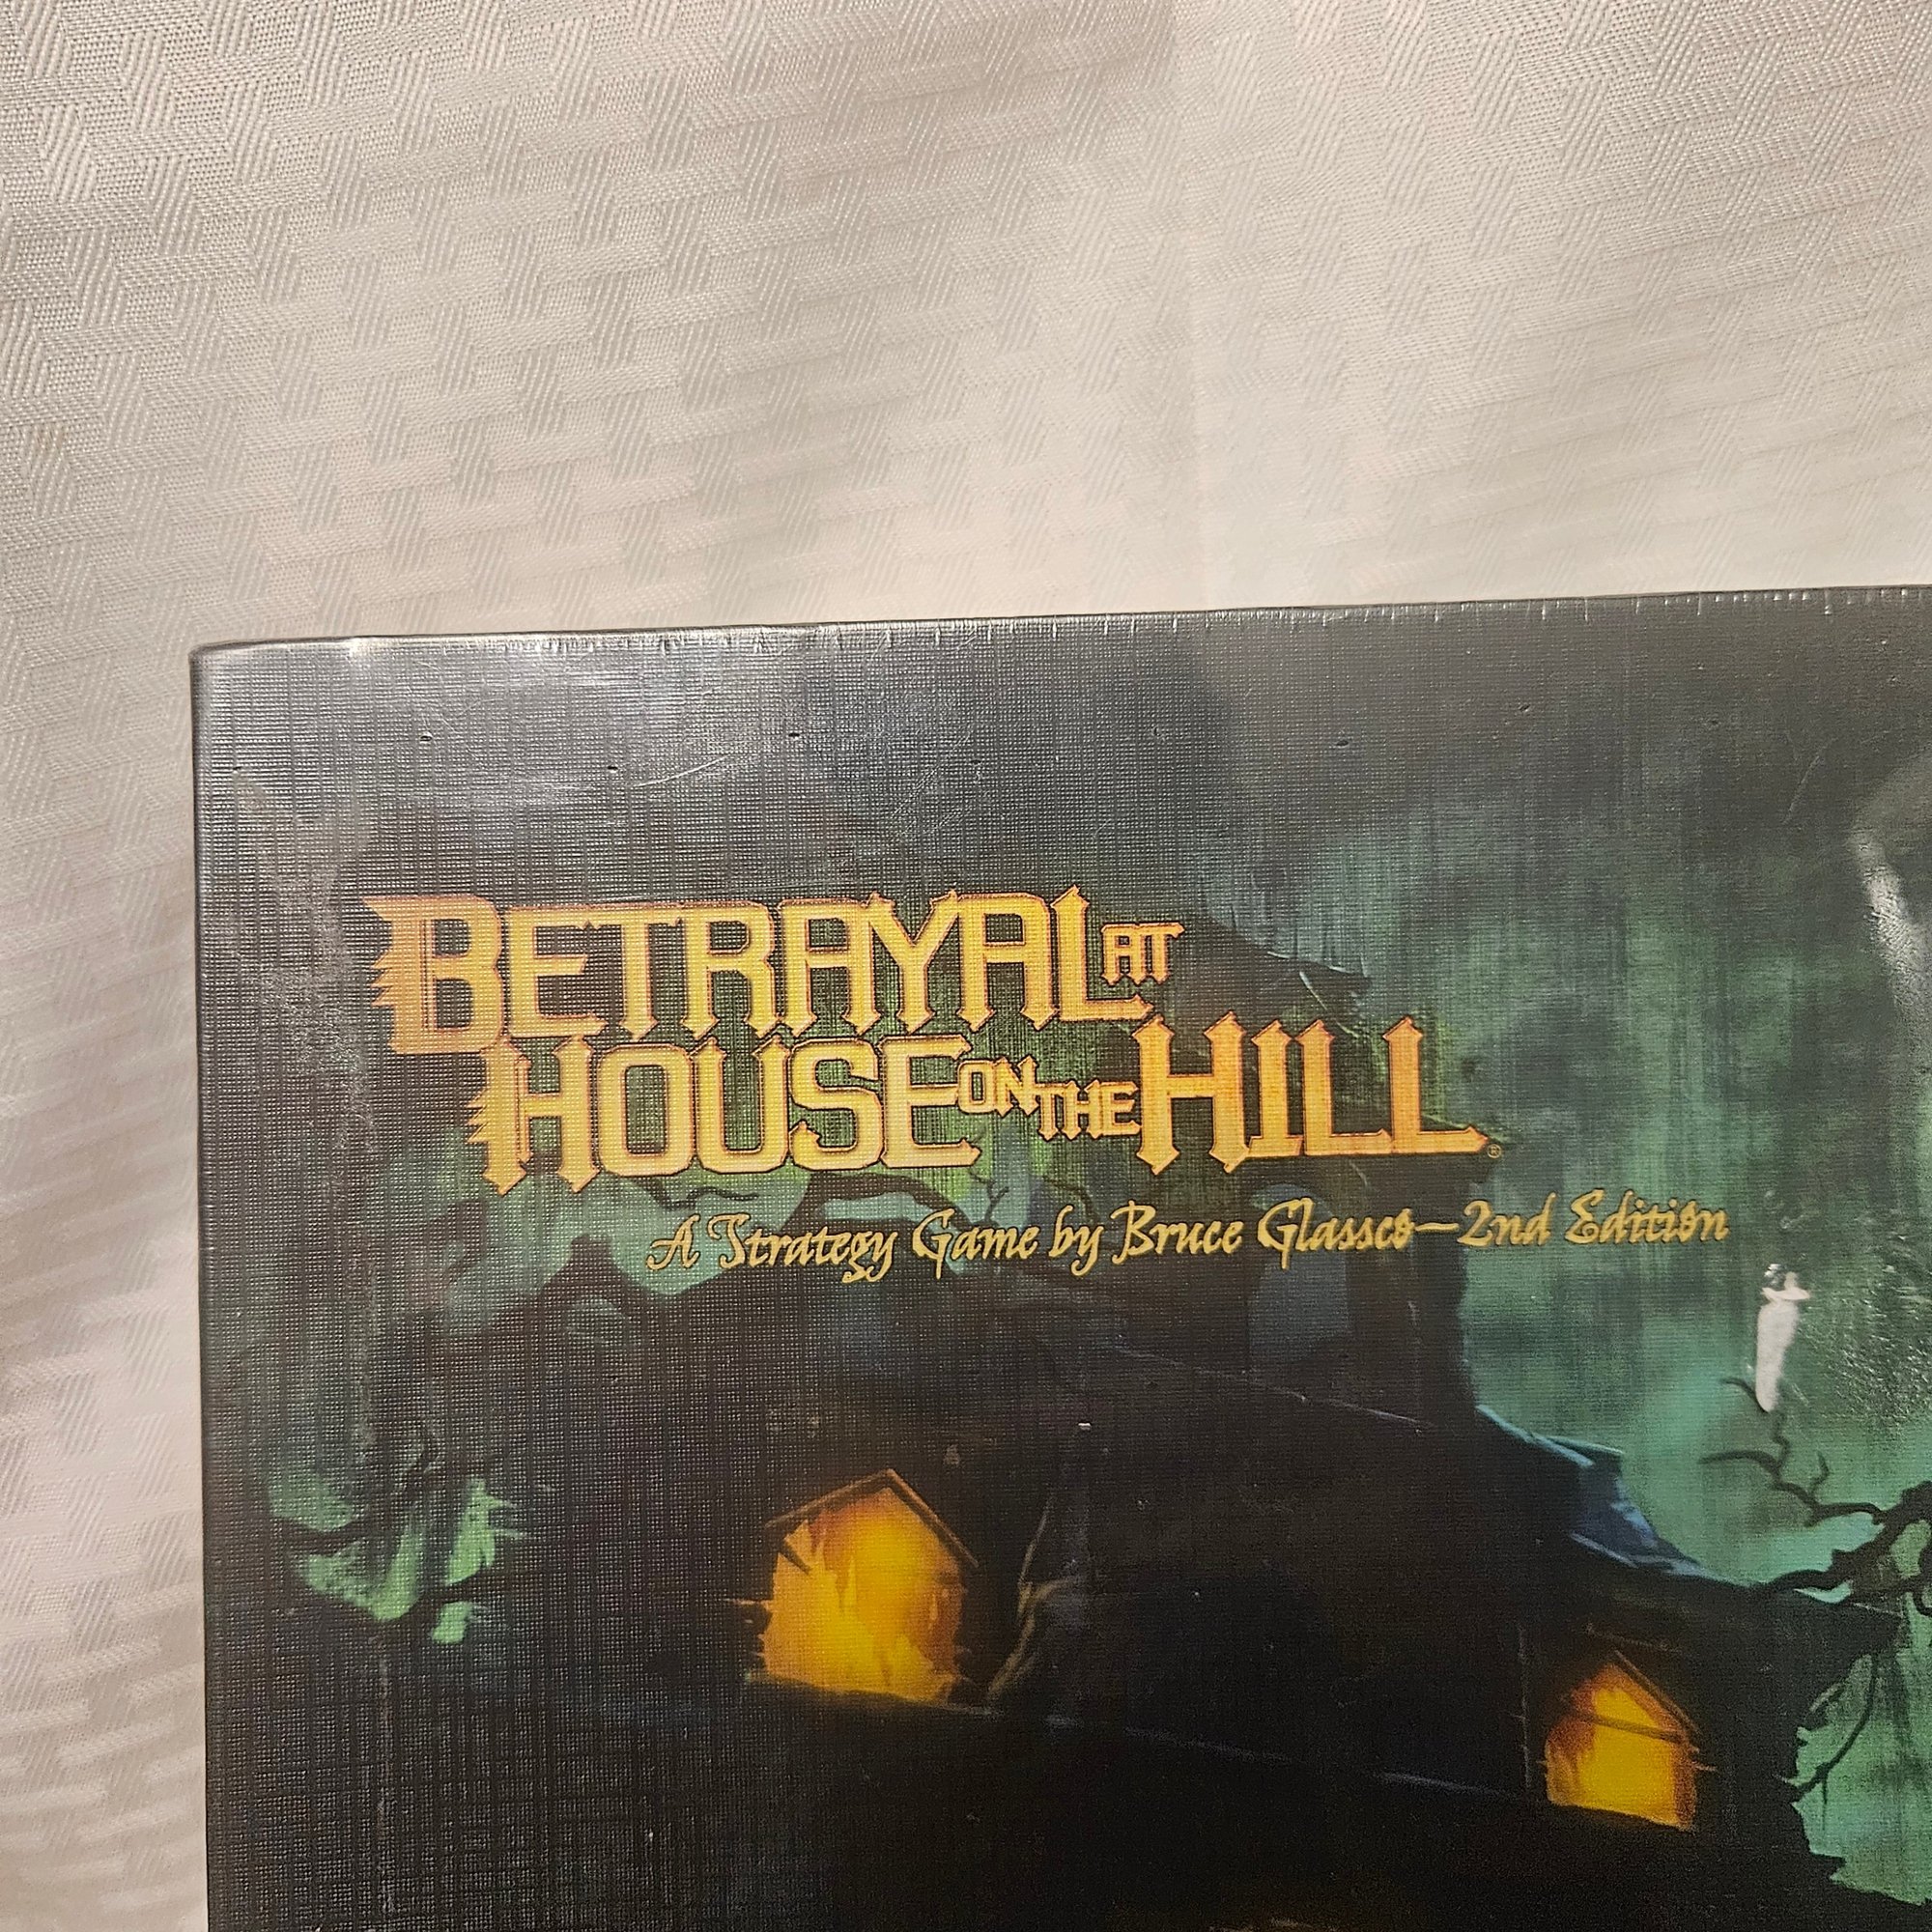 BETRAYAL AT
HOUSE ON THE HILL®
A Strategy Game by Bruce Glassco—2nd Edition